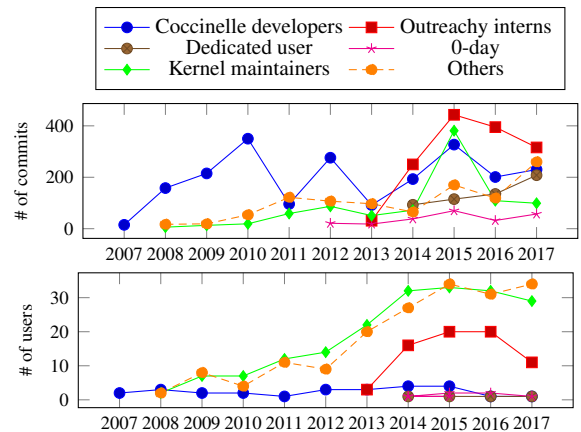 Coccinelle developers Outreachy interns
Dedicated user 0-day
Kernel maintainers Others
# of commits
400
200
0
2007 2008 2009 2010 2011 2012 2013 2014 2015 2016 2017
# of users
30
20
10
0
2007 2008 2009 2010 2011 2012 2013 2014 2015 2016 2017